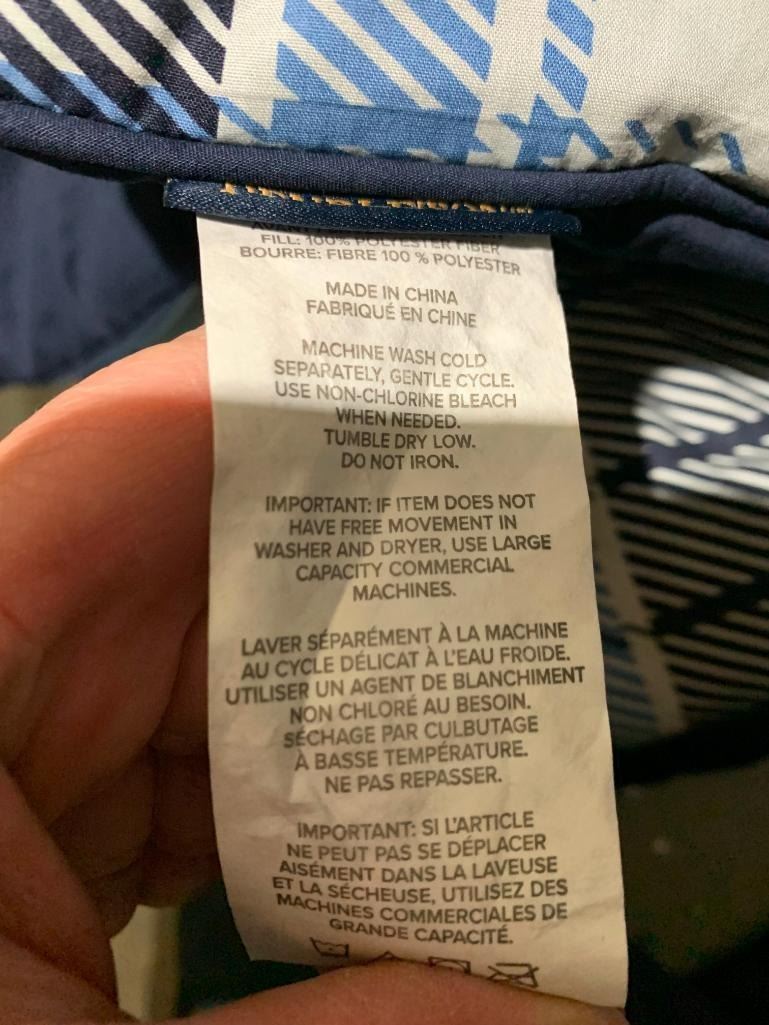 FILL: 100% POLYESTER FIBER
BOURRE: FIBRE 100 % POLYESTER
MADE IN CHINA
FABRIQUÉ EN CHINE
MACHINE WASH COLD
SEPARATELY, GENTLE CYCLE.
USE NON-CHLORINE BLEACH
WHEN NEEDED.
TUMBLE DRY LOW.
DO NOT IRON.
IMPORTANT: IF ITEM DOES NOT
HAVE FREE MOVEMENT IN
WASHER AND DRYER, USE LARGE
CAPACITY COMMERCIAL
MACHINES.
LAVER SÉPARÉMENT À LA MACHINE
AU CYCLE DÉLICAT À L'EAU FROIDE.
UTILISER UN AGENT DE BLANCHIMENT
NON CHLORÉ AU BESOIN.
SÉCHAGE PAR CULBUTAGE
À BASSE TEMPÉRATURE.
NE PAS REPASSER.
IMPORTANT: SI L'ARTICLE
NE PEUT PAS SE DÉPLACER
AISÉMENT DANS LA LAVEUSE
ET LA SÉCHEUSE, UTILISEZ DES
MACHINES COMMERCIALES DE
GRANDE CAPACITÉ.